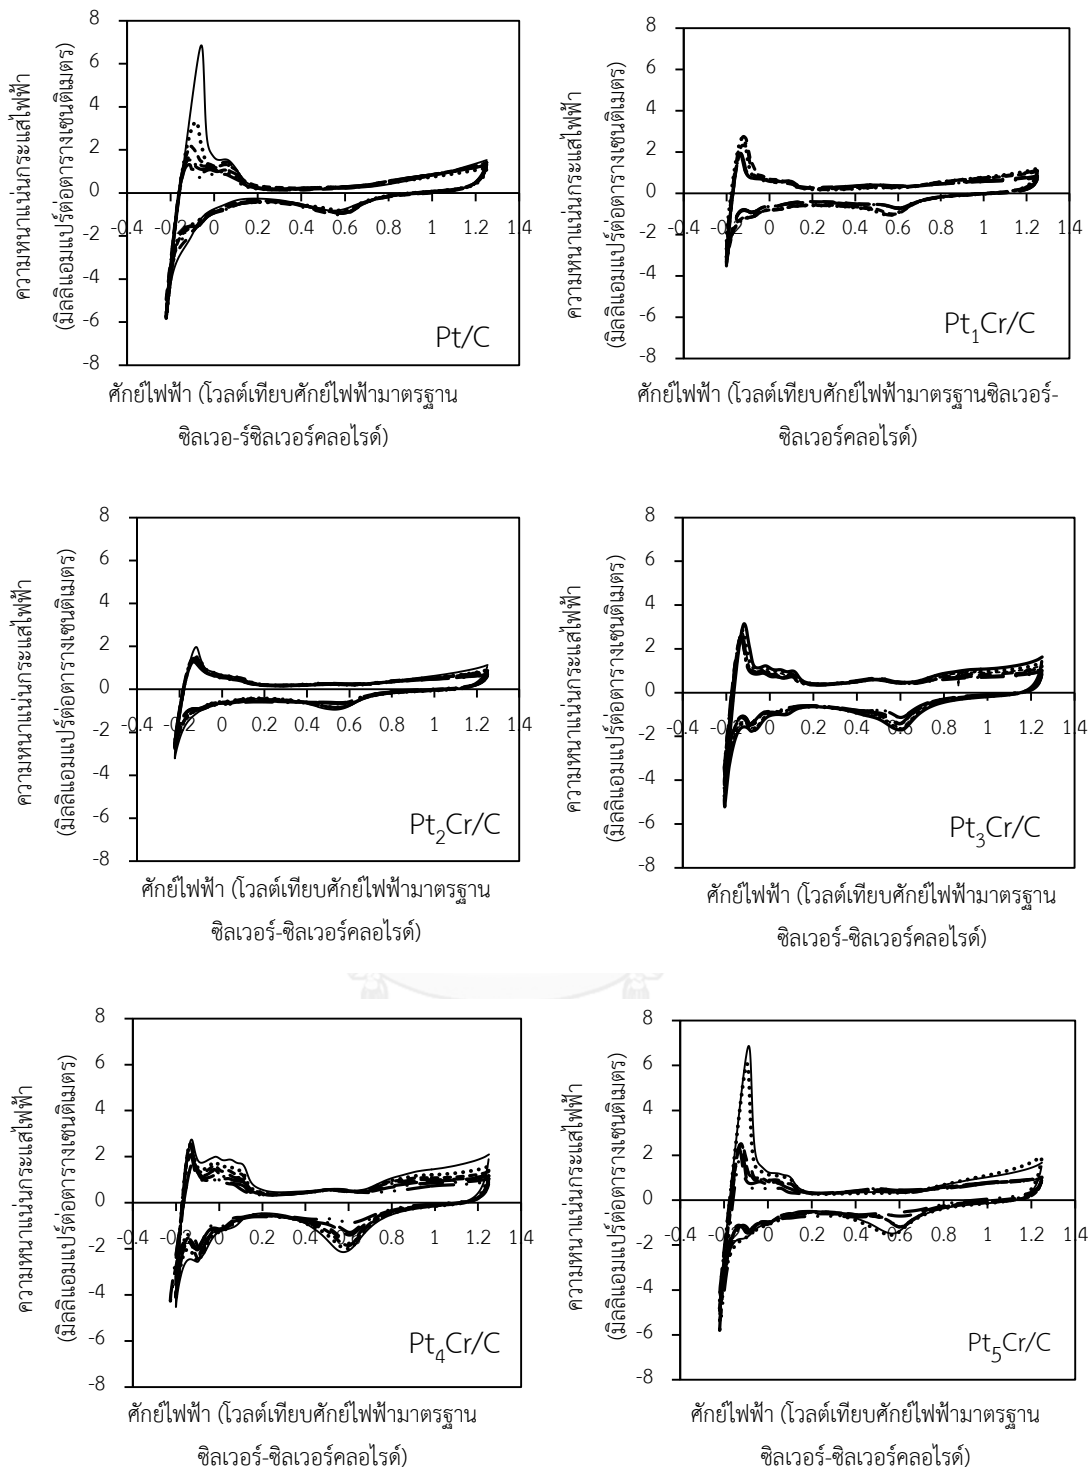 8
6
4
2
0
-2
-4
-6
-8
-0.4 -0.2 0 0.2 0.4 0.6 0.8 1 1.2 1.4
ความหนาแน่นกระแสไฟฟ้า
(มิลลิแอมแปร์ต่อตารางเซนติเมตร)
Pt/C
ศักย์ไฟฟ้า (โวลต์เทียบศักย์ไฟฟ้ามาตรฐาน
ซิลเวอ-ร์ซิลเวอร์คลอไรด์)
8
6
4
2
0
-2
-4
-6
-8
-0.4 -0.2 0 0.2 0.4 0.6 0.8 1 1.2 1.4
ความหนาแน่นกระแสไฟฟ้า
(มิลลิแอมแปร์ต่อตารางเซนติเมตร)
Pt₁Cr/C
ศักย์ไฟฟ้า (โวลต์เทียบศักย์ไฟฟ้ามาตรฐานซิลเวอร์-
ซิลเวอร์คลอไรด์)
8
6
4
2
0
-2
-4
-6
-8
-0.4 -0.2 0 0.2 0.4 0.6 0.8 1 1.2 1.4
ความหนาแน่นกระแสไฟฟ้า
(มิลลิแอมแปร์ต่อตารางเซนติเมตร)
Pt₂Cr/C
ศักย์ไฟฟ้า (โวลต์เทียบศักย์ไฟฟ้ามาตรฐาน
ซิลเวอร์-ซิลเวอร์คลอไรด์)
8
6
4
2
0
-2
-4
-6
-8
-0.4 -0.2 0 0.2 0.4 0.6 0.8 1 1.2 1.4
ความหนาแน่นกระแสไฟฟ้า
(มิลลิแอมแปร์ต่อตารางเซนติเมตร)
Pt₃Cr/C
ศักย์ไฟฟ้า (โวลต์เทียบศักย์ไฟฟ้ามาตรฐาน
ซิลเวอร์-ซิลเวอร์คลอไรด์)
8
6
4
2
0
-2
-4
-6
-8
-0.4 -0.2 0 0.2 0.4 0.6 0.8 1 1.2 1.4
ความหนาแน่นกระแสไฟฟ้า
(มิลลิแอมแปร์ต่อตารางเซนติเมตร)
Pt₄Cr/C
ศักย์ไฟฟ้า (โวลต์เทียบศักย์ไฟฟ้ามาตรฐาน
ซิลเวอร์-ซิลเวอร์คลอไรด์)
8
6
4
2
0
-2
-4
-6
-8
-0.4 -0.2 0 0.2 0.4 0.6 0.8 1 1.2 1.4
ความหนาแน่นกระแสไฟฟ้า
(มิลลิแอมแปร์ต่อตารางเซนติเมตร)
Pt₅Cr/C
ศักย์ไฟฟ้า (โวลต์เทียบศักย์ไฟฟ้ามาตรฐาน
ซิลเวอร์-ซิลเวอร์คลอไรด์)